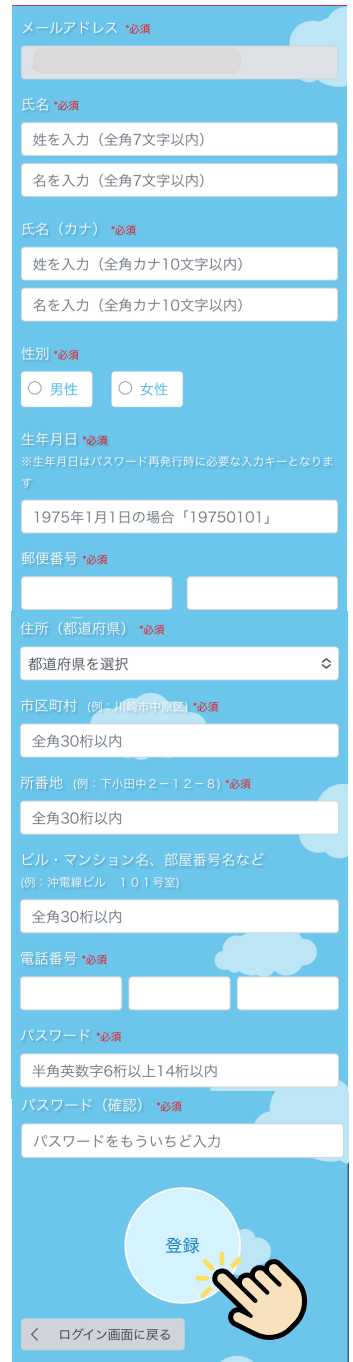 メールアドレス *必須
氏名 *必須
姓を入力（全角7文字以内）
名を入力（全角7文字以内）
氏名（カナ） *必須
姓を入力（全角カナ10文字以内）
名を入力（全角カナ10文字以内）
性別 *必須
男性 女性
生年月日 *必須
※生年月日はパスワード再発行時に必要な入力キーとなりま
す
1975年1月1日の場合「19750101」
郵便番号 *必須
住所（都道府県） *必須
都道府県を選択
市区町村 (例：川崎市中原区) *必須
全角30桁以内
所番地 (例：下小田中２－１２－８) *必須
全角30桁以内
ビル・マンション名、部屋番号名など
(例：沖電線ビル　１０１号室)
全角30桁以内
電話番号 *必須
パスワード *必須
半角英数字6桁以上14桁以内
パスワード（確認） *必須
パスワードをもういちど入力
登録
ログイン画面に戻る